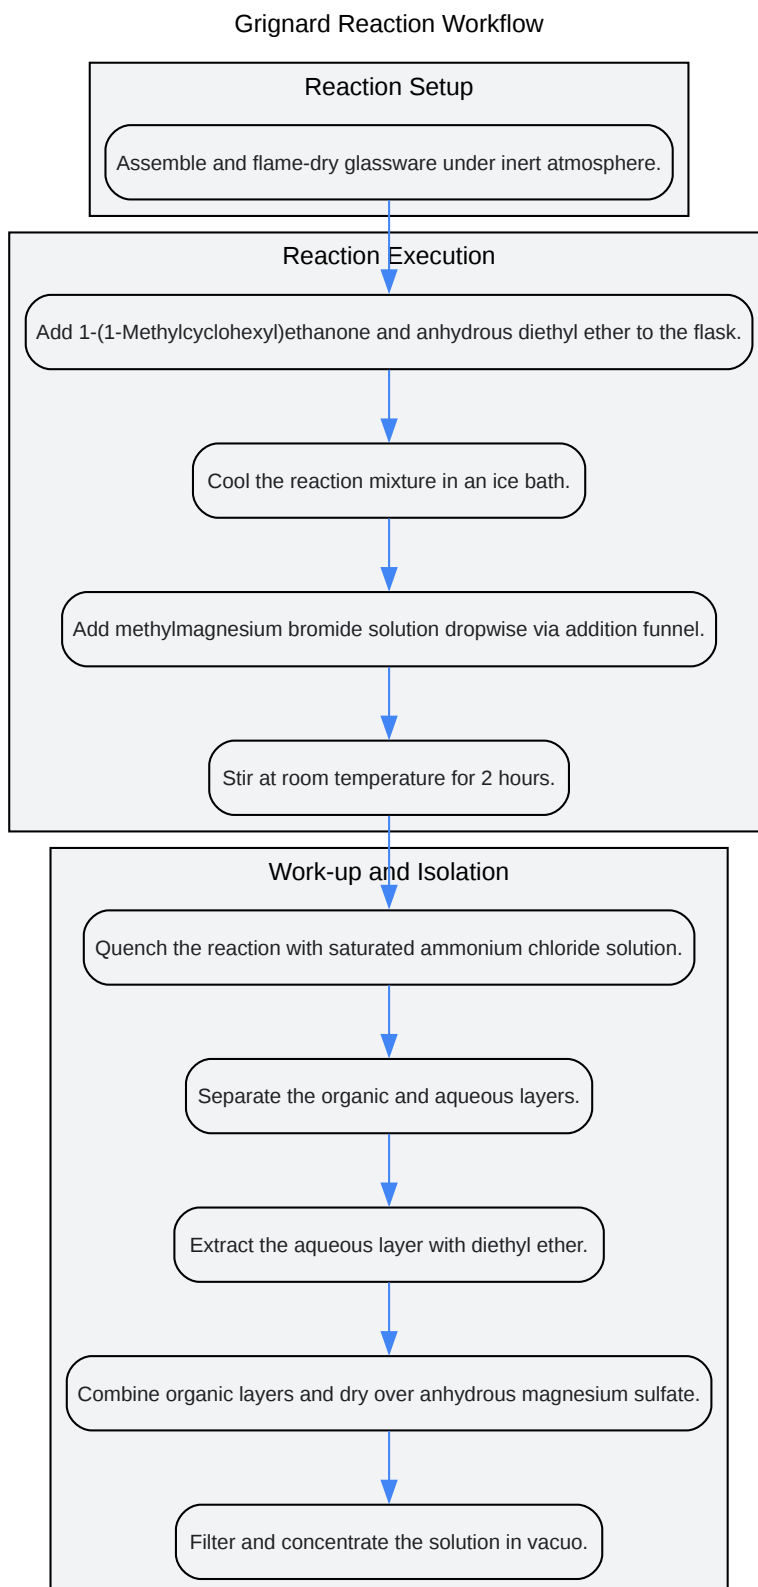 Grignard Reaction Workflow
Reaction Setup
Assemble and flame-dry glassware under inert atmosphere.
Reaction Execution
Add 1-(1-Methylcyclohexyl)ethanone and anhydrous diethyl ether to the flask.
Cool the reaction mixture in an ice bath.
Add methylmagnesium bromide solution dropwise via addition funnel.
Stir at room temperature for 2 hours.
Work-up and Isolation
Quench the reaction with saturated ammonium chloride solution.
Separate the organic and aqueous layers.
Extract the aqueous layer with diethyl ether.
Combine organic layers and dry over anhydrous magnesium sulfate.
Filter and concentrate the solution in vacuo.